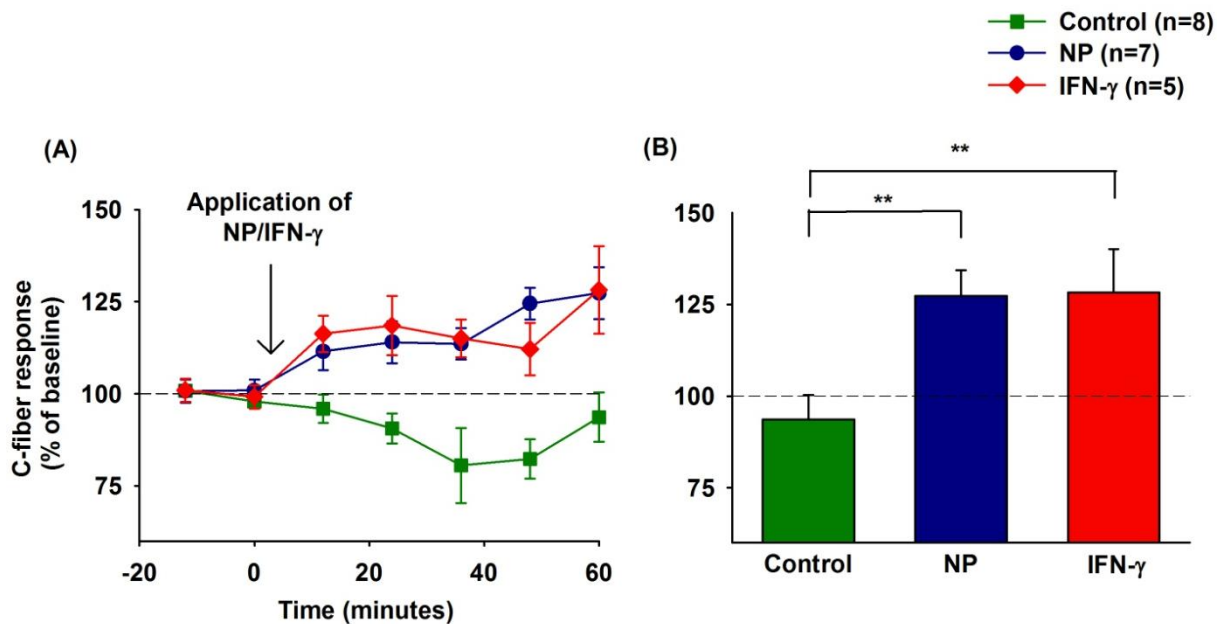 Control (n=8)
NP (n=7)
IFN-γ (n=5)
(A)
Application of
NP/IFN-γ
150
125
100
75
C-fiber response
(% of baseline)
-20 0 20 40 60
Time (minutes)
(B)
**
**
150
125
100
75
Control NP IFN-γ